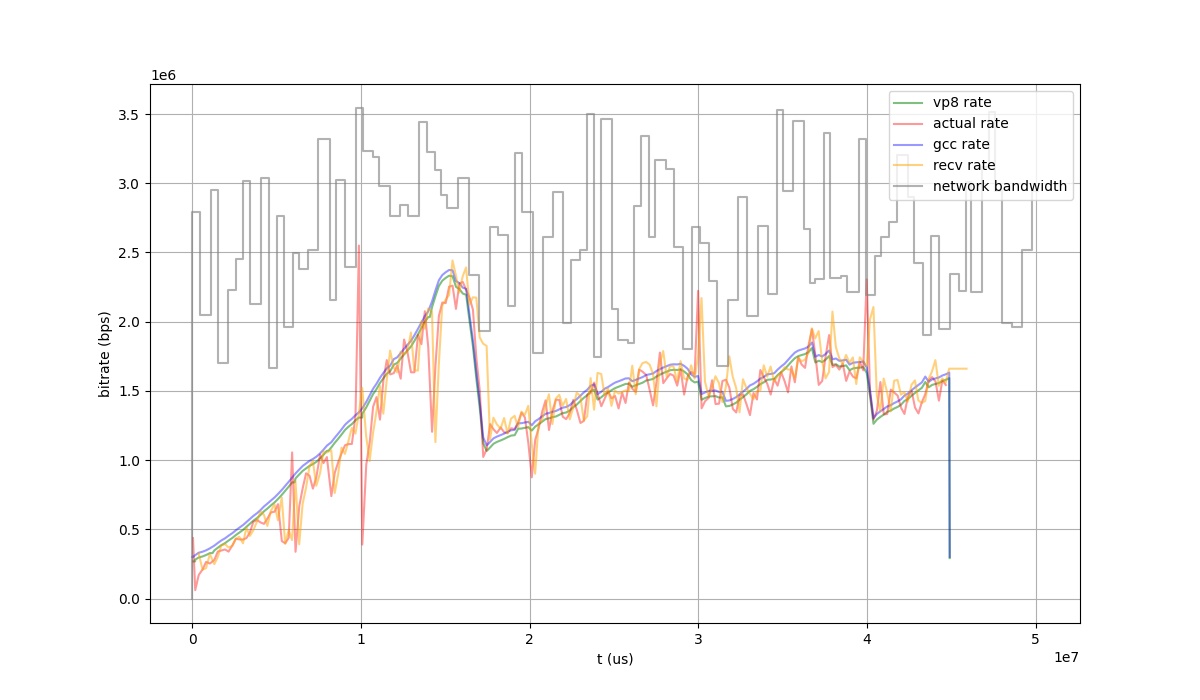 1e6
3.5
3.0
2.5
2.0
1.5
1.0
0.5
0.0
bitrate (bps)
vp8 rate
actual rate
gcc rate
recv rate
network bandwidth
0 1 2 3 4 5
t (us)
1e7